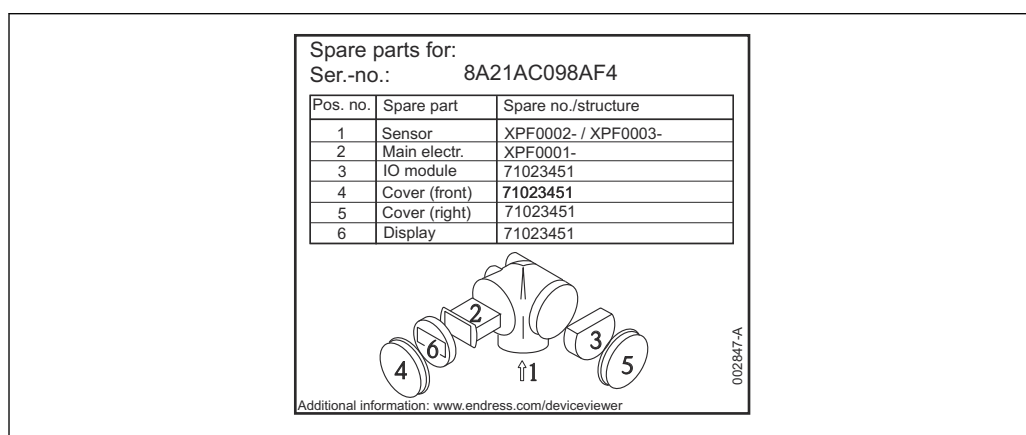 Spare parts for:
Ser.-no.: 8A21AC098AF4
Pos. no. Spare part Spare no./structure
1 Sensor XPF0002- / XPF0003-
2 Main electr. XPF0001-
3 IO module 71023451
4 Cover (front) 71023451
5 Cover (right) 71023451
6 Display 71023451
2
6
3
4
1
5
002847-A
Additional information: www.endress.com/deviceviewer